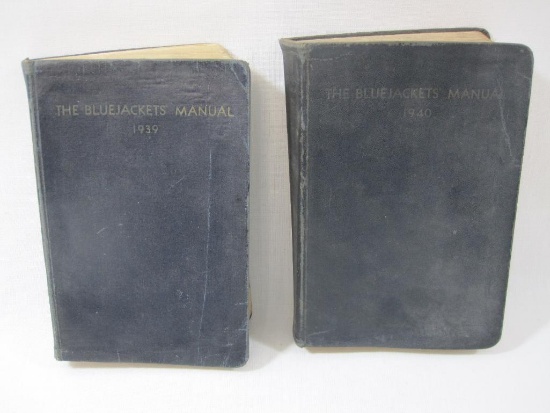 THE BLUEJACKETS' MANUAL
1939
THE BLUEJACKETS' MANUAL
1940